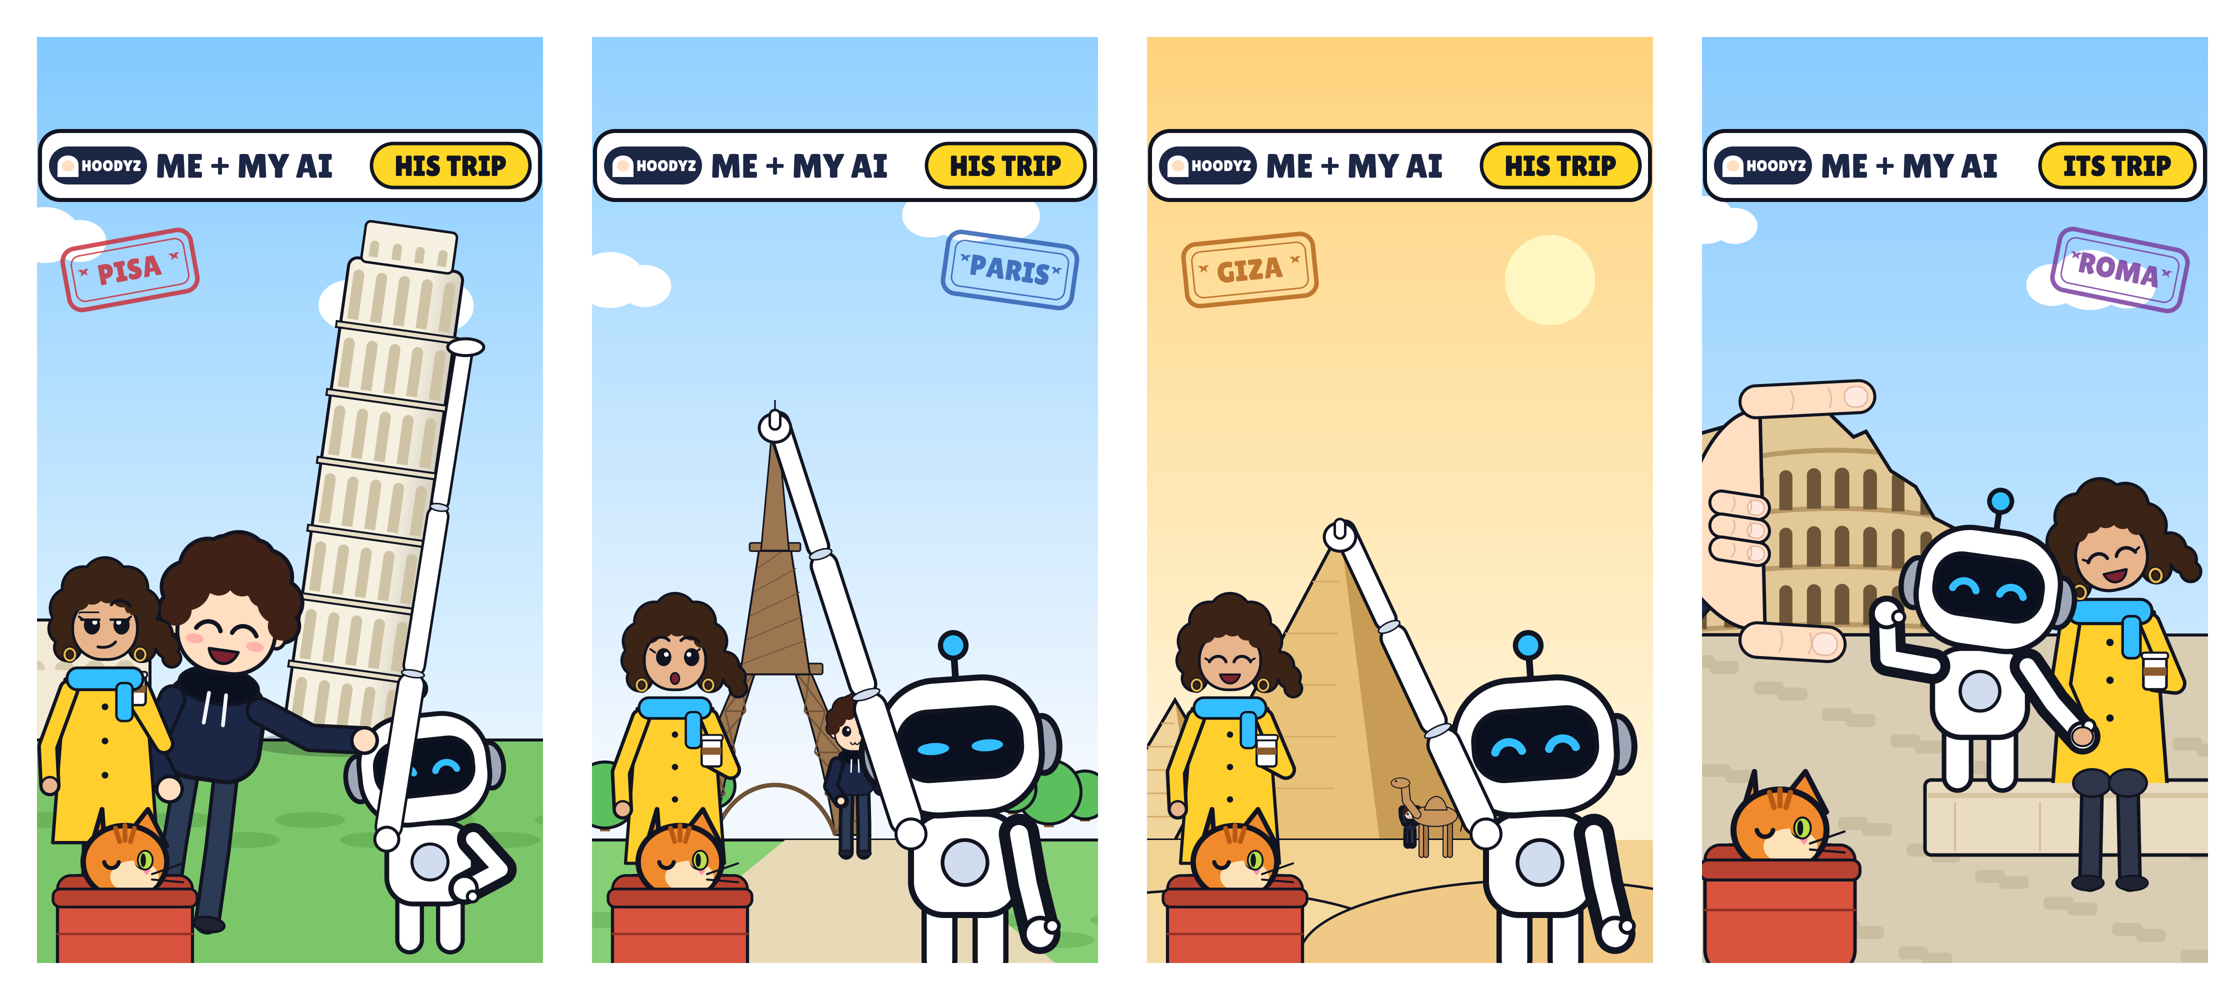 HOODYZ ME + MY AI HIS TRIP
PISA
HOODYZ ME + MY AI HIS TRIP
PARIS
HOODYZ ME + MY AI HIS TRIP
GIZA
HOODYZ ME + MY AI ITS TRIP
ROMA